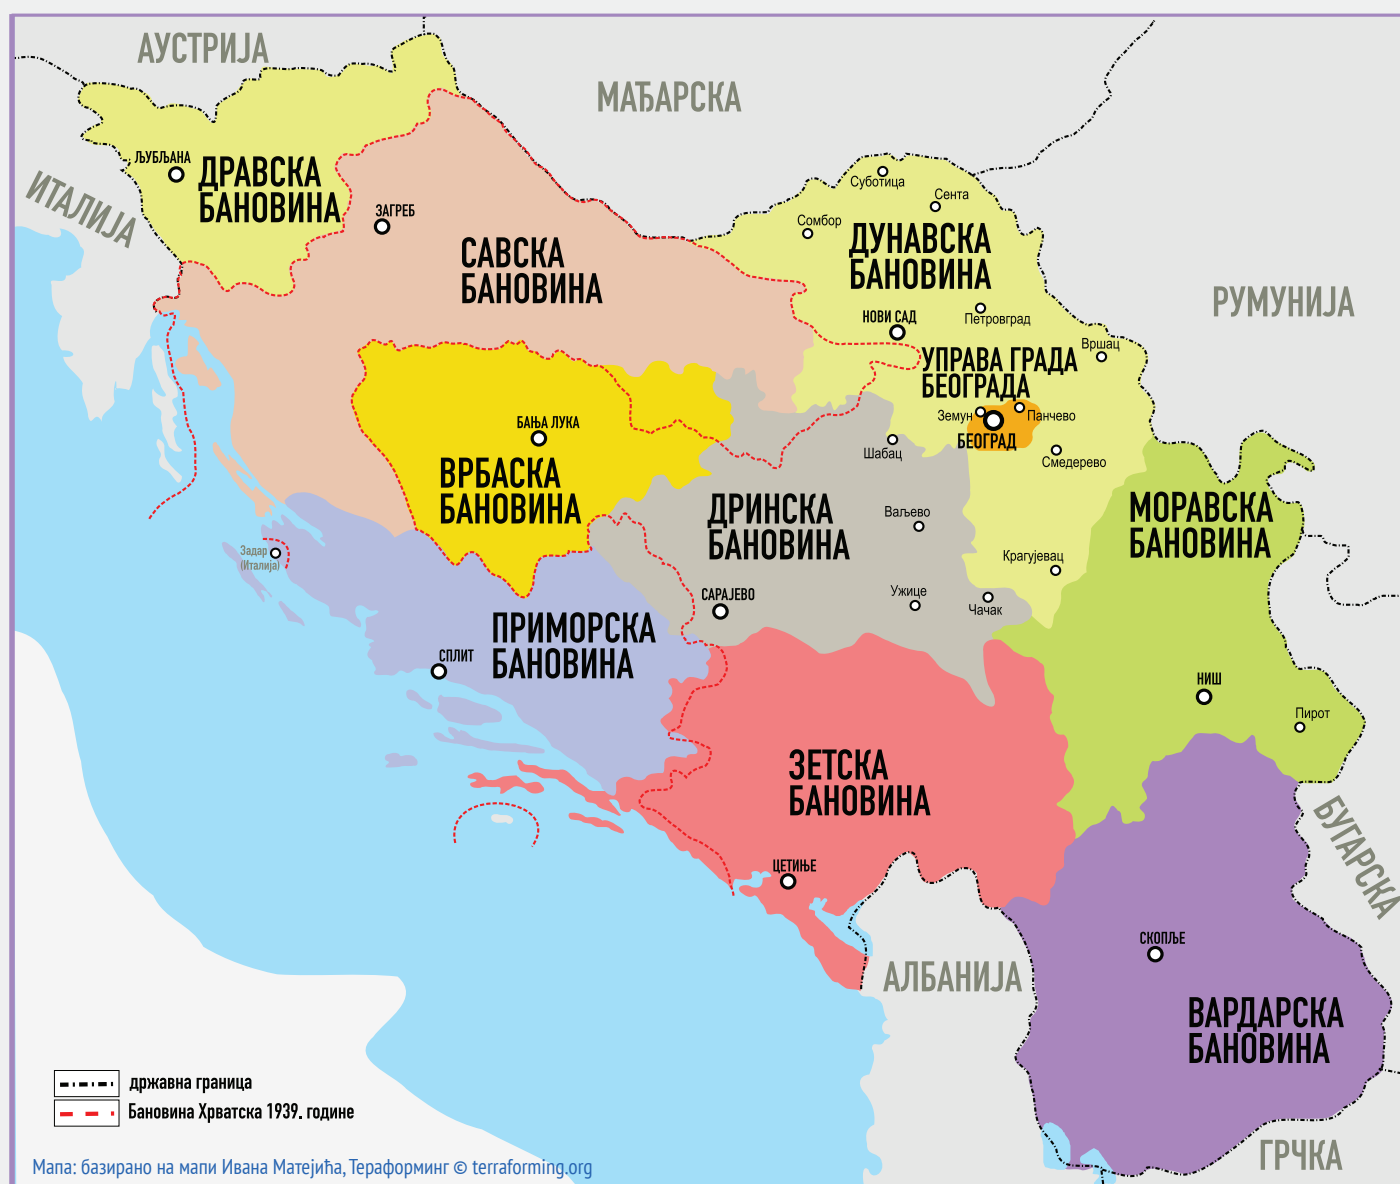 АУСТРИЈА
МАЂАРСКА
ИТАЛИЈА
РУМУНИЈА
ЉУБЉАНА
ДРАВСКА
БАНОВИНА
ЗАГРЕБ
САВСКА
БАНОВИНА
Суботица
Сента
Сомбор
ДУНАВСКА
БАНОВИНА
НОВИ САД
Петровград
Вршац
УПРАВА ГРАДА
БЕОГРАДА
Земун
Панчево
БЕОГРАД
Шабац
Смедерево
БАЊА ЛУКА
ВРБАСКА
БАНОВИНА
ДРИНСКА
БАНОВИНА
Ваљево
МОРАВСКА
БАНОВИНА
Задар
(Италија)
Крагујевац
САРАЈЕВО
Ужице
Чачак
ПРИМОРСКА
БАНОВИНА
СПЛИТ
НИШ
Пирот
ЗЕТСКА
БАНОВИНА
ЦЕТИЊЕ
БУГАРСКА
СКОПЉЕ
АЛБАНИЈА
ВАРДАРСКА
БАНОВИНА
ГРЧКА
државна граница
Бановина Хрватска 1939. године
Мапа: базирано на мапи Ивана Матејића, Тераформинг © terraforming.org